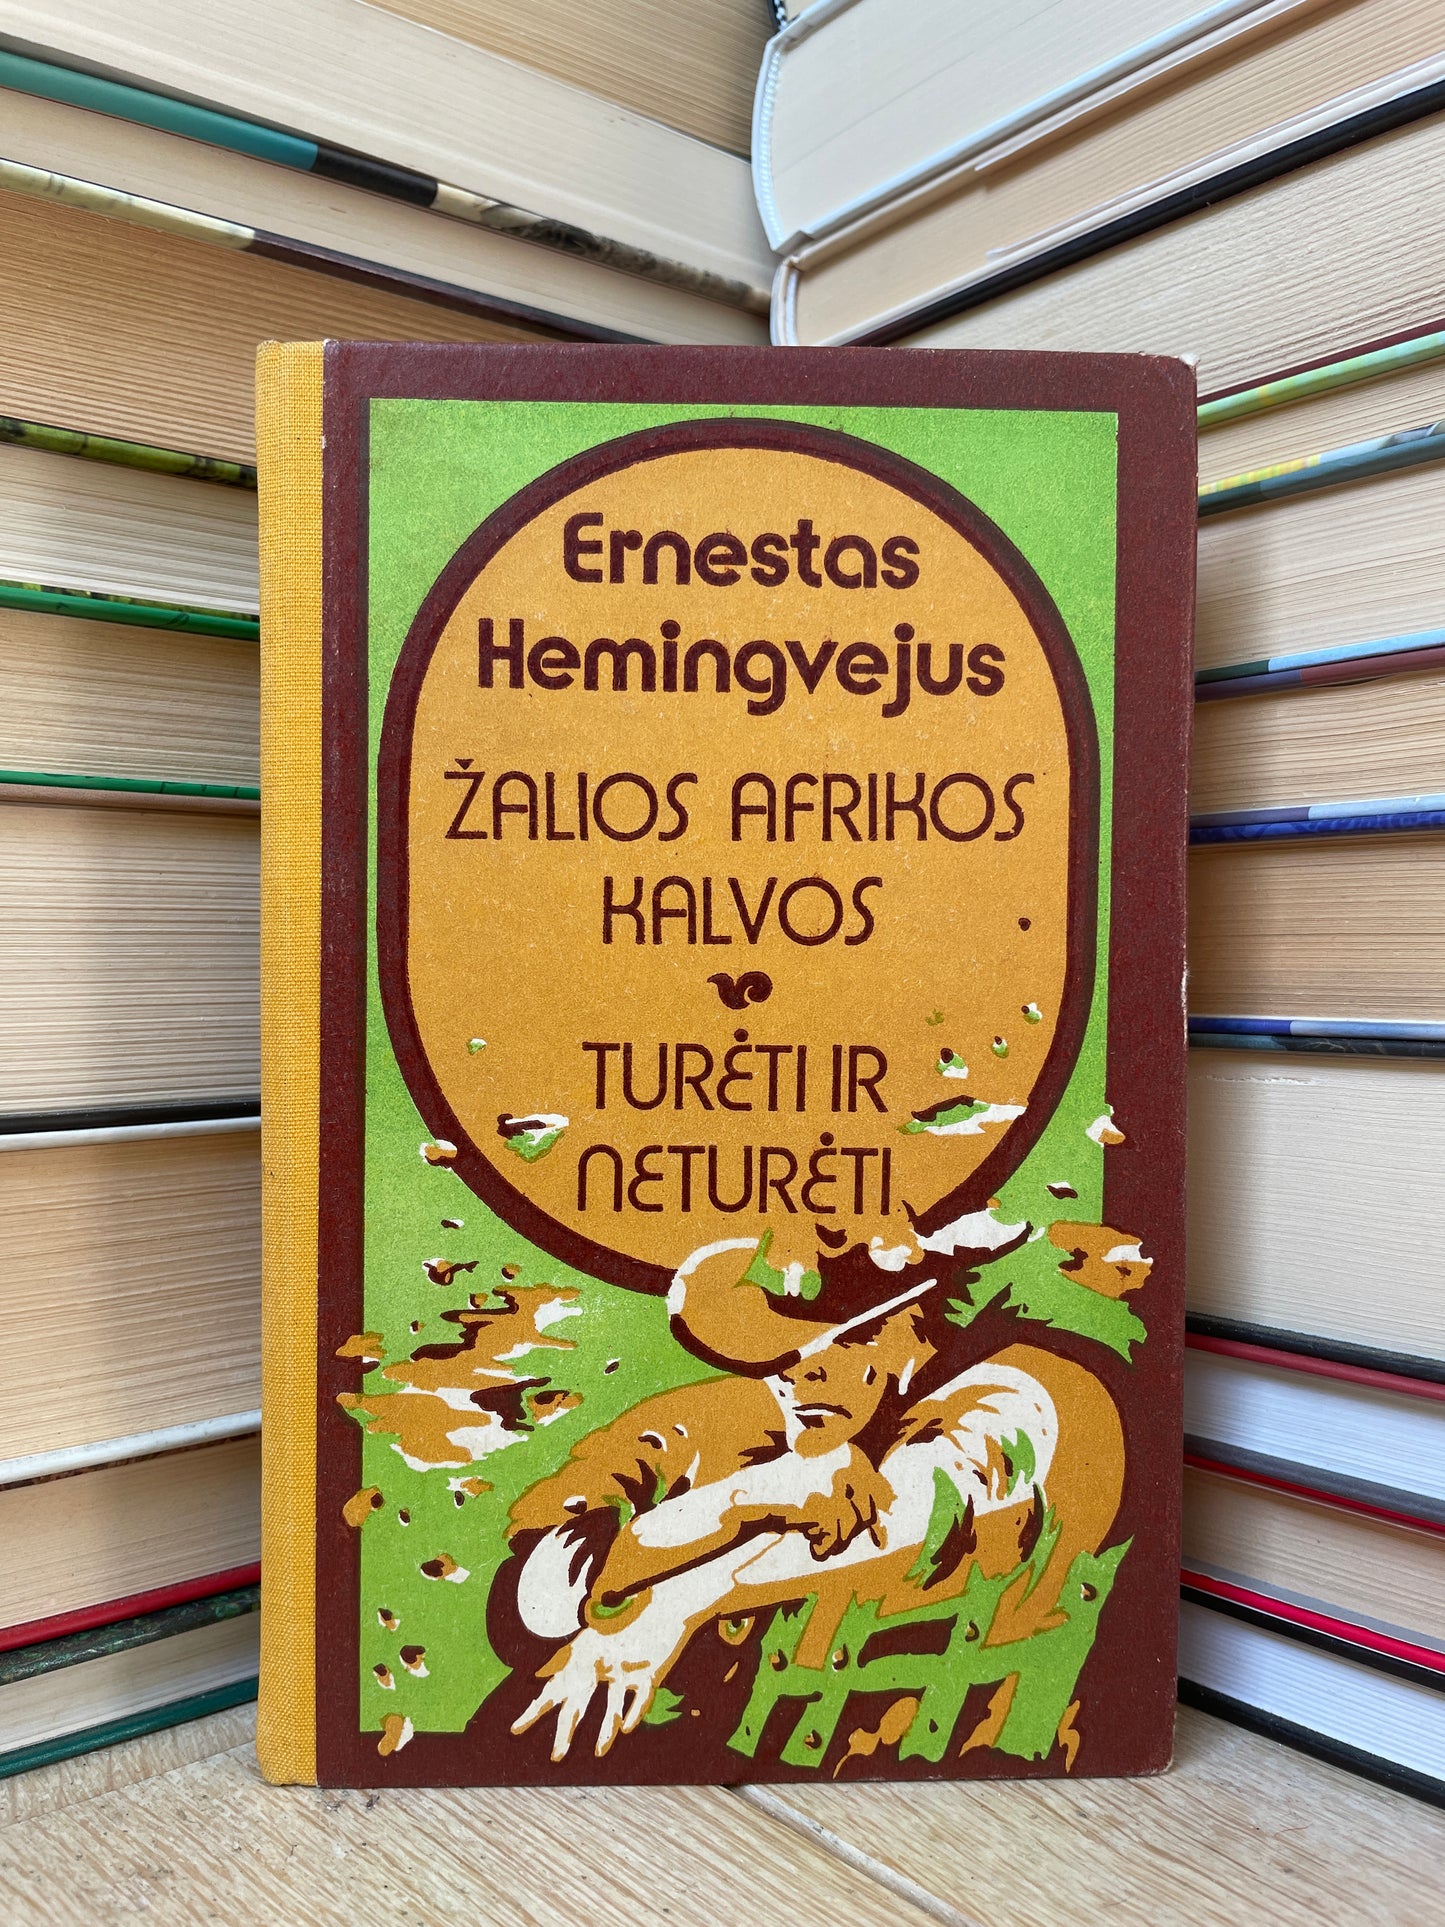 Ernestas
Hemingvejus
ŽALIOS AFRIKOS
KALVOS
TURĖTI IR
NETURĖTI